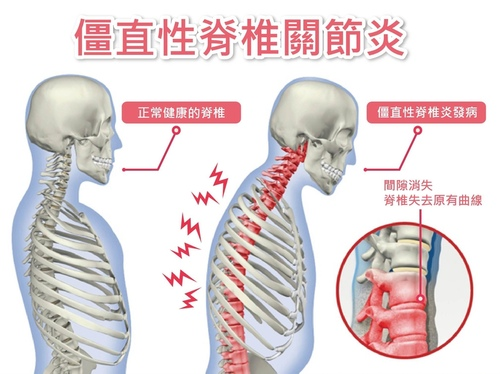 僵直性脊椎關節炎
正常健康的脊椎
僵直性脊椎炎發病
間隙消失
脊椎失去原有曲線